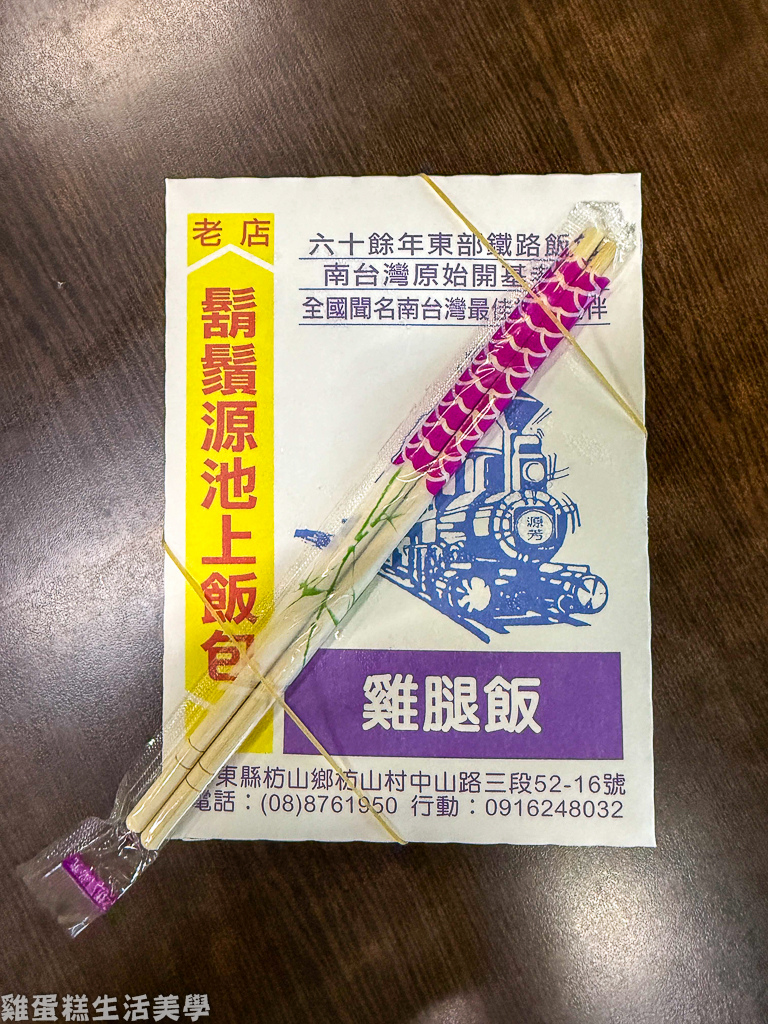 老店
鬍鬚源池上飯包
六十餘年東部鐵路飯
南台灣原始開基
全國聞名南台灣最佳 伴
源芳
雞腿飯
東縣枋山鄉枋山村中山路三段52-16號
電話：(08)8761950 行動：0916248032
雞蛋糕生活美學